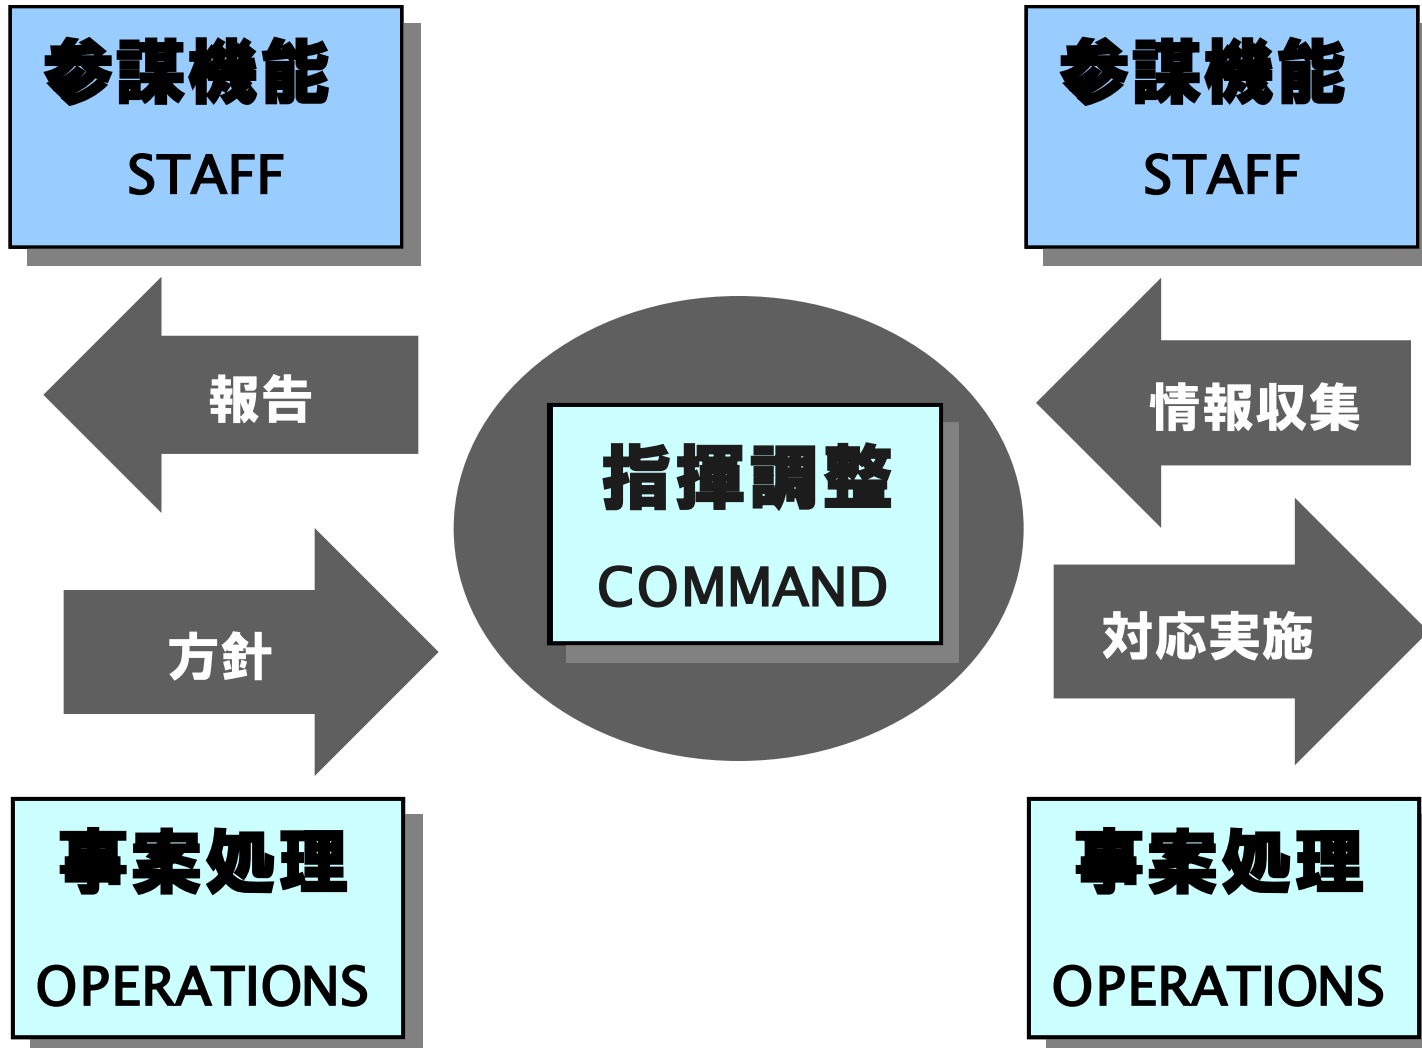 参謀機能
STAFF
参謀機能
STAFF
報告
情報収集
指揮調整
COMMAND
方針
対応実施
事案処理
OPERATIONS
事案処理
OPERATIONS